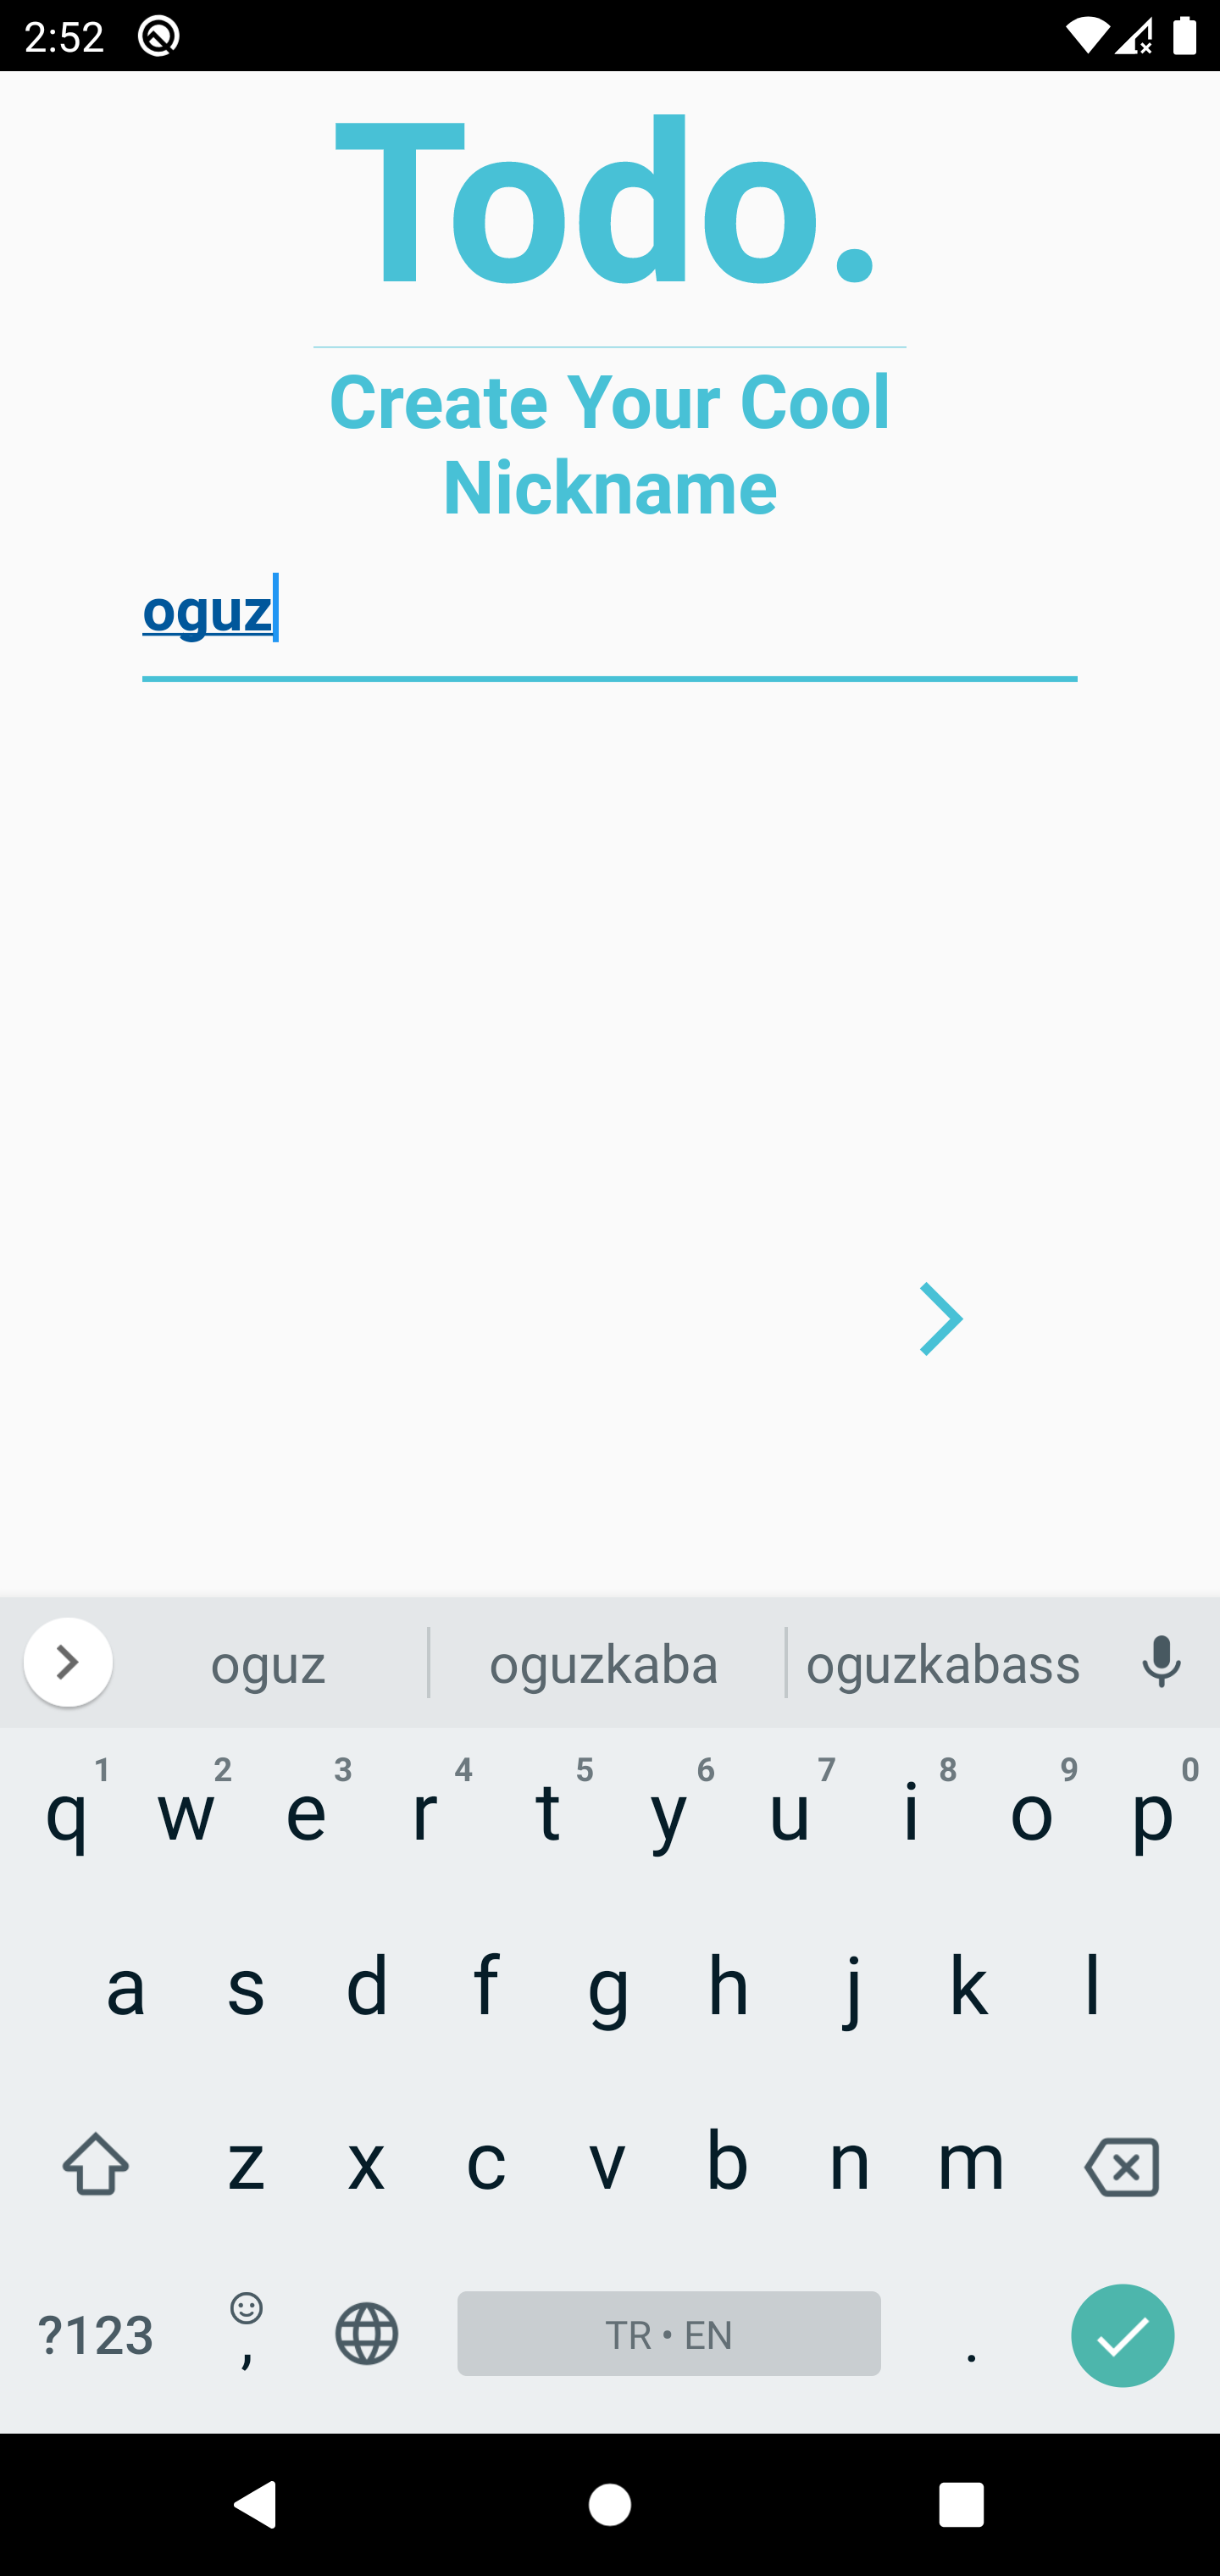 2:52
Todo.
Create Your Cool
Nickname
oguz
oguz oguzkaba oguzkabass
1 2 3 4 5 6 7 8 9 0
q w e r t y u i o p
a s d f g h j k l
z x c v b n m
?123 , TR • EN .